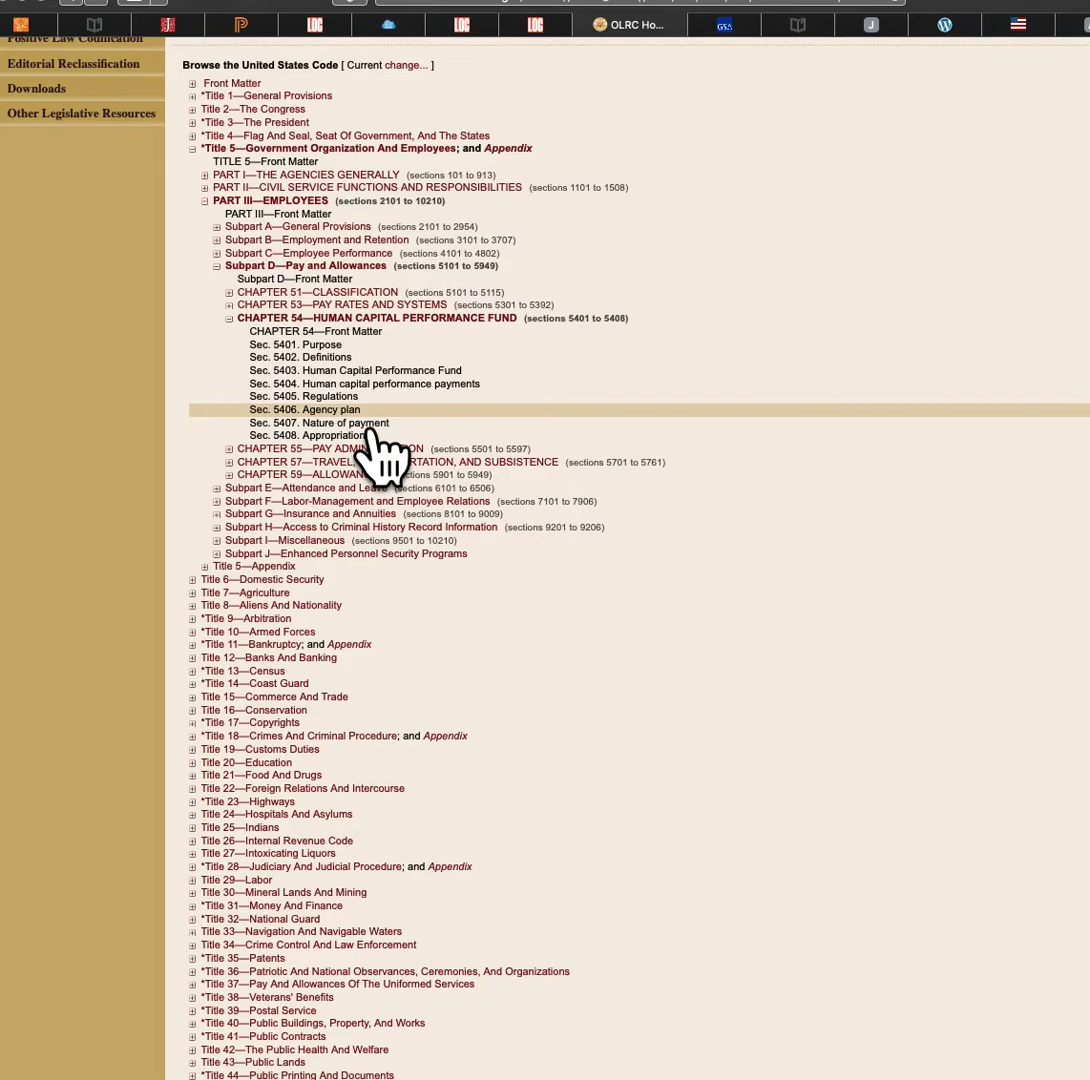 LOC
LOC
LOC
OLRC Ho...
GSA
J
Positive Law Codification
Editorial Reclassification
Downloads
Other Legislative Resources
Browse the United States Code [ Current change... ]
Front Matter
*Title 1—General Provisions
Title 2—The Congress
*Title 3—The President
*Title 4—Flag And Seal, Seat Of Government, And The States
*Title 5—Government Organization And Employees; and Appendix
TITLE 5—Front Matter
PART I—THE AGENCIES GENERALLY (sections 101 to 913)
PART II—CIVIL SERVICE FUNCTIONS AND RESPONSIBILITIES (sections 1101 to 1508)
PART III—EMPLOYEES (sections 2101 to 10210)
PART III—Front Matter
Subpart A—General Provisions (sections 2101 to 2954)
Subpart B—Employment and Retention (sections 3101 to 3707)
Subpart C—Employee Performance (sections 4101 to 4802)
Subpart D—Pay and Allowances (sections 5101 to 5949)
Subpart D—Front Matter
CHAPTER 51—CLASSIFICATION (sections 5101 to 5115)
CHAPTER 53—PAY RATES AND SYSTEMS (sections 5301 to 5392)
CHAPTER 54—HUMAN CAPITAL PERFORMANCE FUND (sections 5401 to 5408)
CHAPTER 54—Front Matter
Sec. 5401. Purpose
Sec. 5402. Definitions
Sec. 5403. Human Capital Performance Fund
Sec. 5404. Human capital performance payments
Sec. 5405. Regulations
Sec. 5406. Agency plan
Sec. 5407. Nature of payment
Sec. 5408. Appropriation
CHAPTER 55—PAY ADMIN ION (sections 5501 to 5597)
CHAPTER 57—TRAVEL, RTATION, AND SUBSISTENCE (sections 5701 to 5761)
CHAPTER 59—ALLOWAN ctions 5901 to 5949)
Subpart E—Attendance and Leave (sections 6101 to 6506)
Subpart F—Labor-Management and Employee Relations (sections 7101 to 7906)
Subpart G—Insurance and Annuities (sections 8101 to 9009)
Subpart H—Access to Criminal History Record Information (sections 9201 to 9206)
Subpart I—Miscellaneous (sections 9501 to 10210)
Subpart J—Enhanced Personnel Security Programs
Title 5—Appendix
Title 6—Domestic Security
Title 7—Agriculture
Title 8—Aliens And Nationality
*Title 9—Arbitration
*Title 10—Armed Forces
*Title 11—Bankruptcy; and Appendix
Title 12—Banks And Banking
*Title 13—Census
*Title 14—Coast Guard
Title 15—Commerce And Trade
Title 16—Conservation
*Title 17—Copyrights
*Title 18—Crimes And Criminal Procedure; and Appendix
Title 19—Customs Duties
Title 20—Education
Title 21—Food And Drugs
Title 22—Foreign Relations And Intercourse
*Title 23—Highways
Title 24—Hospitals And Asylums
Title 25—Indians
Title 26—Internal Revenue Code
Title 27—Intoxicating Liquors
*Title 28—Judiciary And Judicial Procedure; and Appendix
Title 29—Labor
Title 30—Mineral Lands And Mining
*Title 31—Money And Finance
*Title 32—National Guard
Title 33—Navigation And Navigable Waters
Title 34—Crime Control And Law Enforcement
*Title 35—Patents
*Title 36—Patriotic And National Observances, Ceremonies, And Organizations
*Title 37—Pay And Allowances Of The Uniformed Services
*Title 38—Veterans' Benefits
*Title 39—Postal Service
*Title 40—Public Buildings, Property, And Works
*Title 41—Public Contracts
Title 42—The Public Health And Welfare
Title 43—Public Lands
*Title 44—Public Printing And Documents